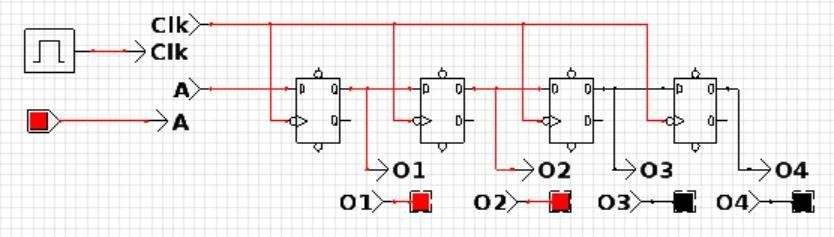 Clk
Clk
A
A
D Q D Q D Q D Q
Q Q Q Q
O1 O2 O3 O4
O1 O2 O3 O4